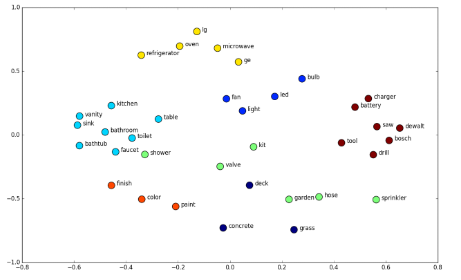 1.0
lg
oven
microwave
refrigerator
ge
0.5
bulb
charger
fan
led
battery
kitchen
light
vanity
table
sink
bathroom
saw
dewalt
0.0
toilet
bathtub
faucet
shower
kit
tool
bosch
drill
valve
finish
deck
color
garden
hose
sprinkler
−0.5
paint
concrete
grass
−1.0
−0.8
−0.6
−0.4
−0.2
0.0
0.2
0.4
0.6
0.8